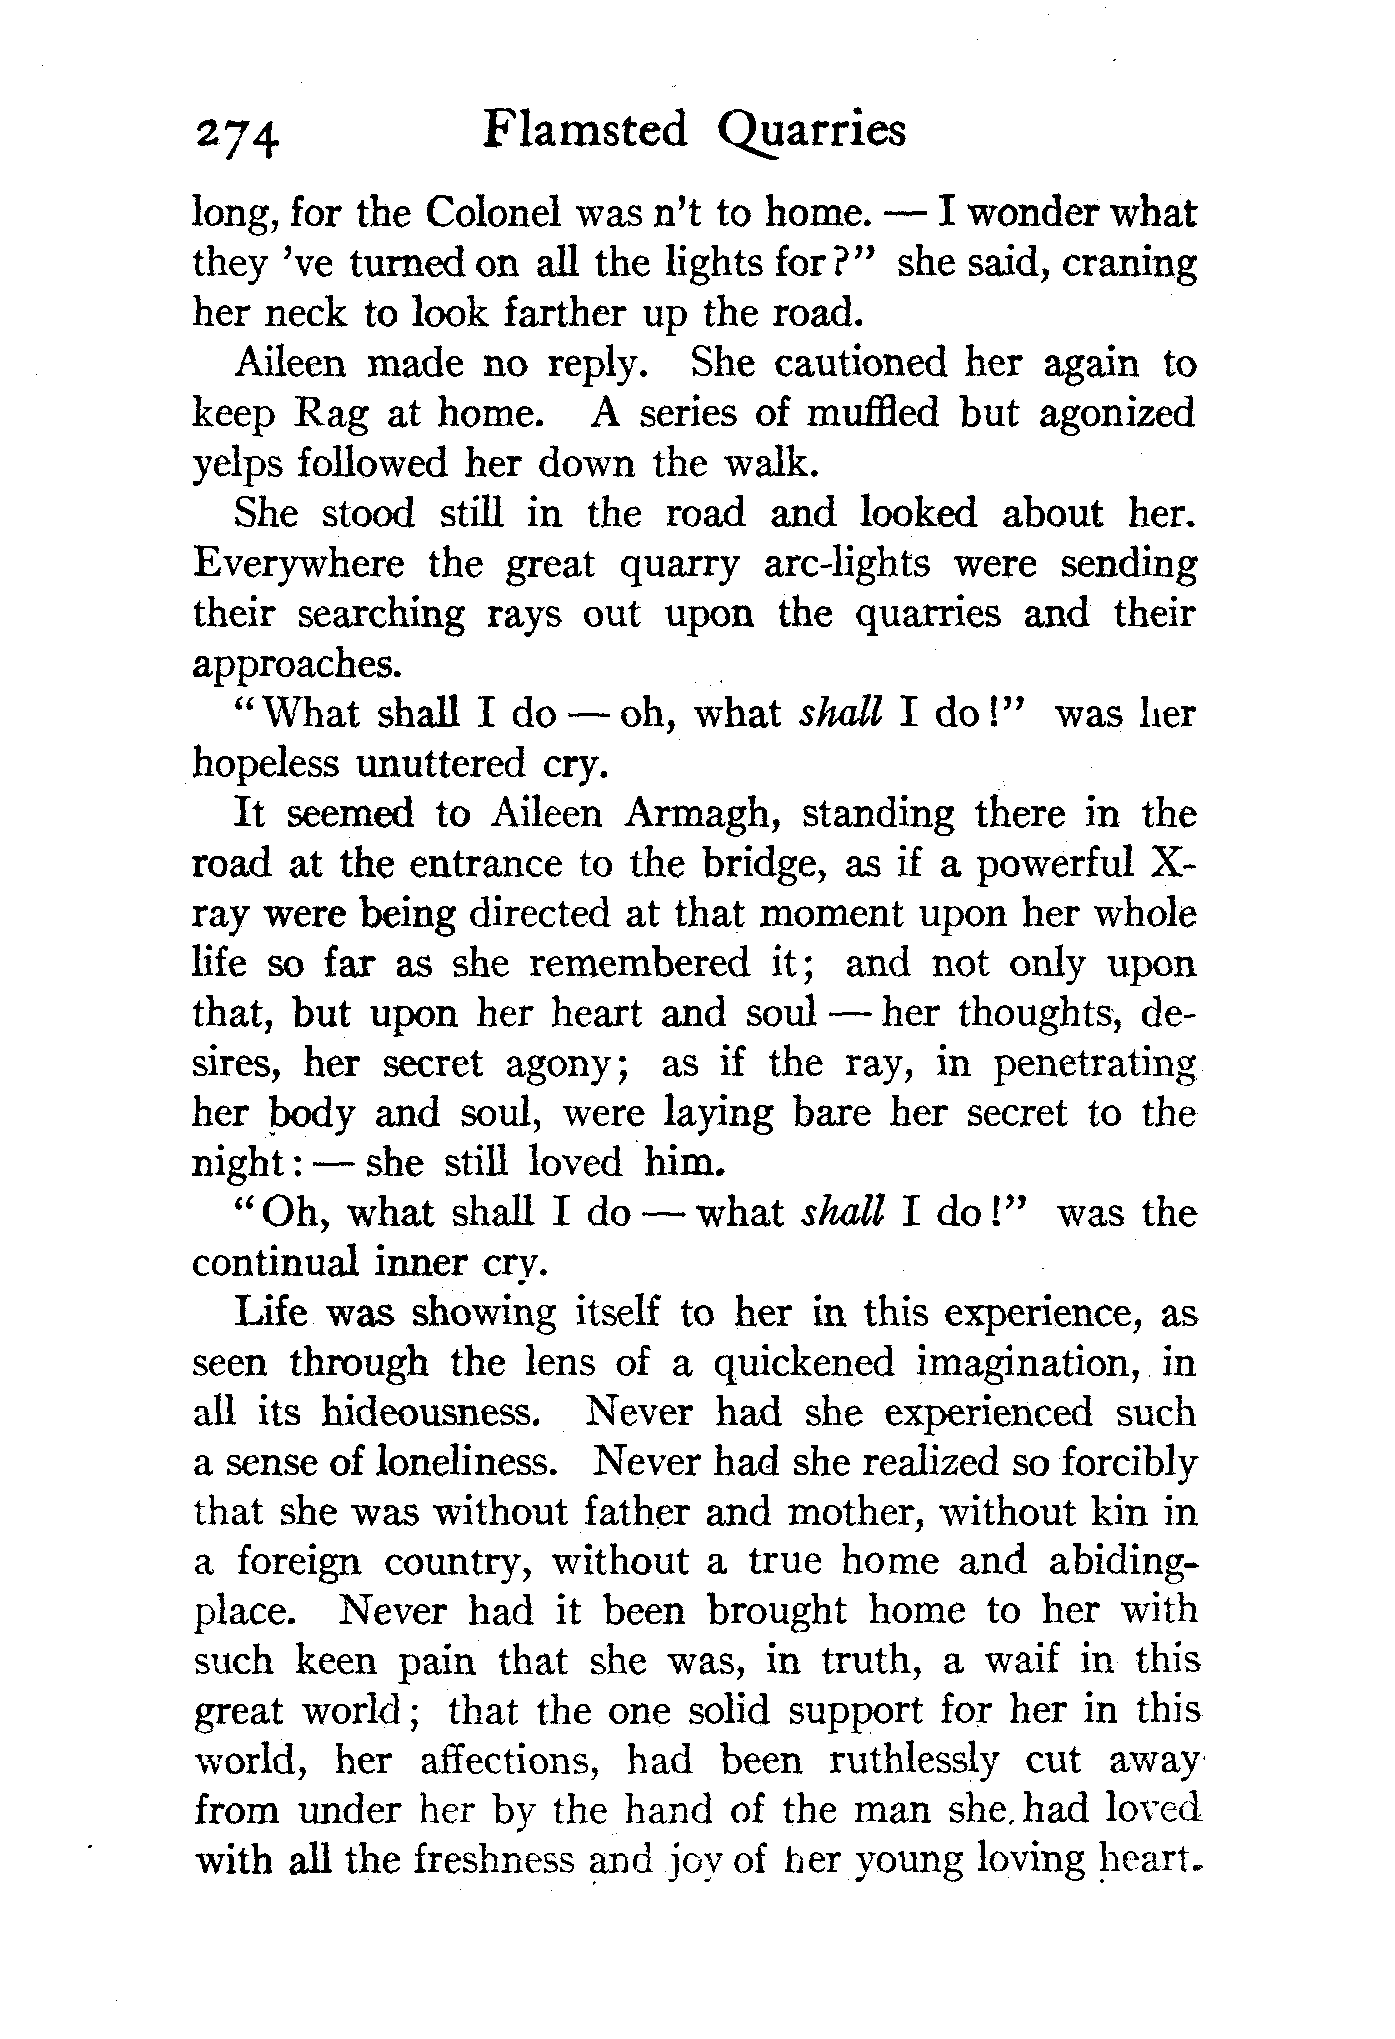 274 Flamsted Quarries
long, for the Colonel was n't to home. — I wonder what
they 've turned on all the lights for?" she said, craning
her neck to look farther up the road.
Aileen made no reply. She cautioned her again to
keep Rag at home. A series of muffled but agonized
yelps followed her down the walk.
She stood still in the road and looked about her.
Everywhere the great quarry arc-lights were sending
their searching rays out upon the quarries and their
approaches.
"What shall I do — oh, what shall I do!" was her
hopeless unuttered cry.
It seemed to Aileen Armagh, standing there in the
road at the entrance to the bridge, as if a powerful X-
ray were being directed at that moment upon her whole
life so far as she remembered it; and not only upon
that, but upon her heart and soul — her thoughts, de-
sires, her secret agony; as if the ray, in penetrating
her body and soul, were laying bare her secret to the
night: — she still loved him.
"Oh, what shall I do — what shall I do!" was the
continual inner cry.
Life was showing itself to her in this experience, as
seen through the lens of a quickened imagination, in
all its hideousness. Never had she experienced such
a sense of loneliness. Never had she realized so forcibly
that she was without father and mother, without kin in
a foreign country, without a true home and abiding-
place. Never had it been brought home to her with
such keen pain that she was, in truth, a waif in this
great world; that the one solid support for her in this
world, her affections, had been ruthlessly cut away
from under her by the hand of the man she had loved
with all the freshness and joy of her young loving heart.